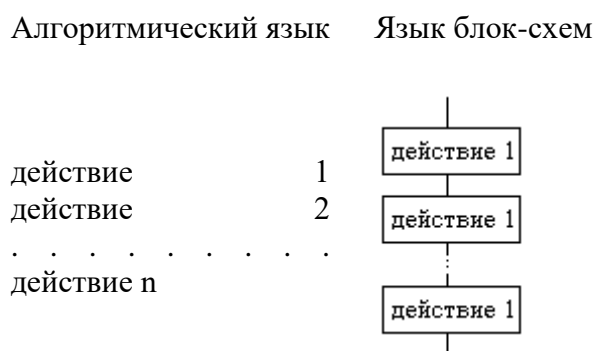 Алгоритмический язык Язык блок-схем
действие 1
действие 2
. . . . . . . . .
действие n
действие 1
действие 1
действие 1